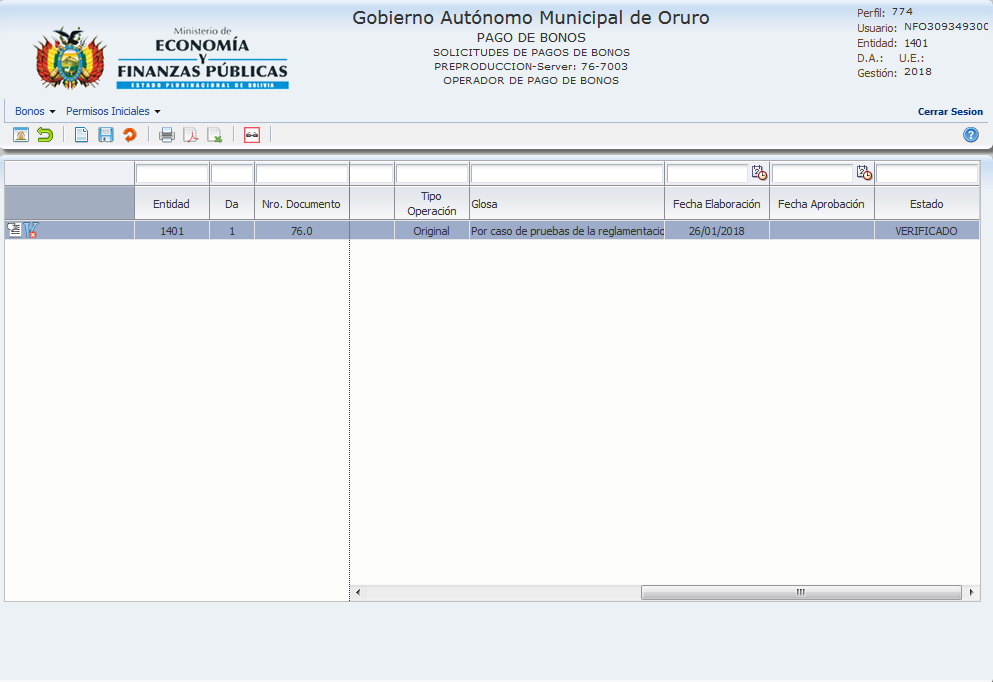 Ministerio de
ECONOMÍA
Y
FINANZAS PÚBLICAS
ESTADO PLURINACIONAL DE BOLIVIA
Gobierno Autónomo Municipal de Oruro
PAGO DE BONOS
SOLICITUDES DE PAGOS DE BONOS
PREPRODUCCION-Server: 76-7003
OPERADOR DE PAGO DE BONOS
Perfil: 774
Usuario: NFO309349300
Entidad: 1401
D.A.: U.E.:
Gestión: 2018
Bonos Permisos Iniciales Cerrar Sesion
Entidad Da Nro. Documento Tipo Operación Glosa Fecha Elaboración Fecha Aprobación Estado
1401 1 76.0 Original Por caso de pruebas de la reglamentacio 26/01/2018 VERIFICADO